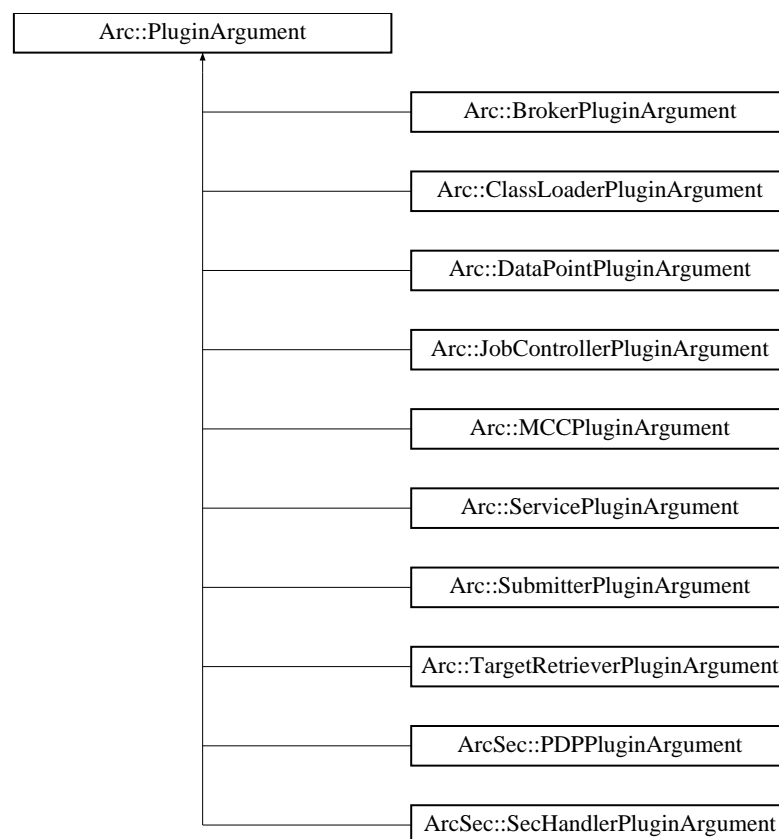 Arc::PluginArgument
Arc::BrokerPluginArgument
Arc::ClassLoaderPluginArgument
Arc::DataPointPluginArgument
Arc::JobControllerPluginArgument
Arc::MCCPluginArgument
Arc::ServicePluginArgument
Arc::SubmitterPluginArgument
Arc::TargetRetrieverPluginArgument
ArcSec::PDPPluginArgument
ArcSec::SecHandlerPluginArgument